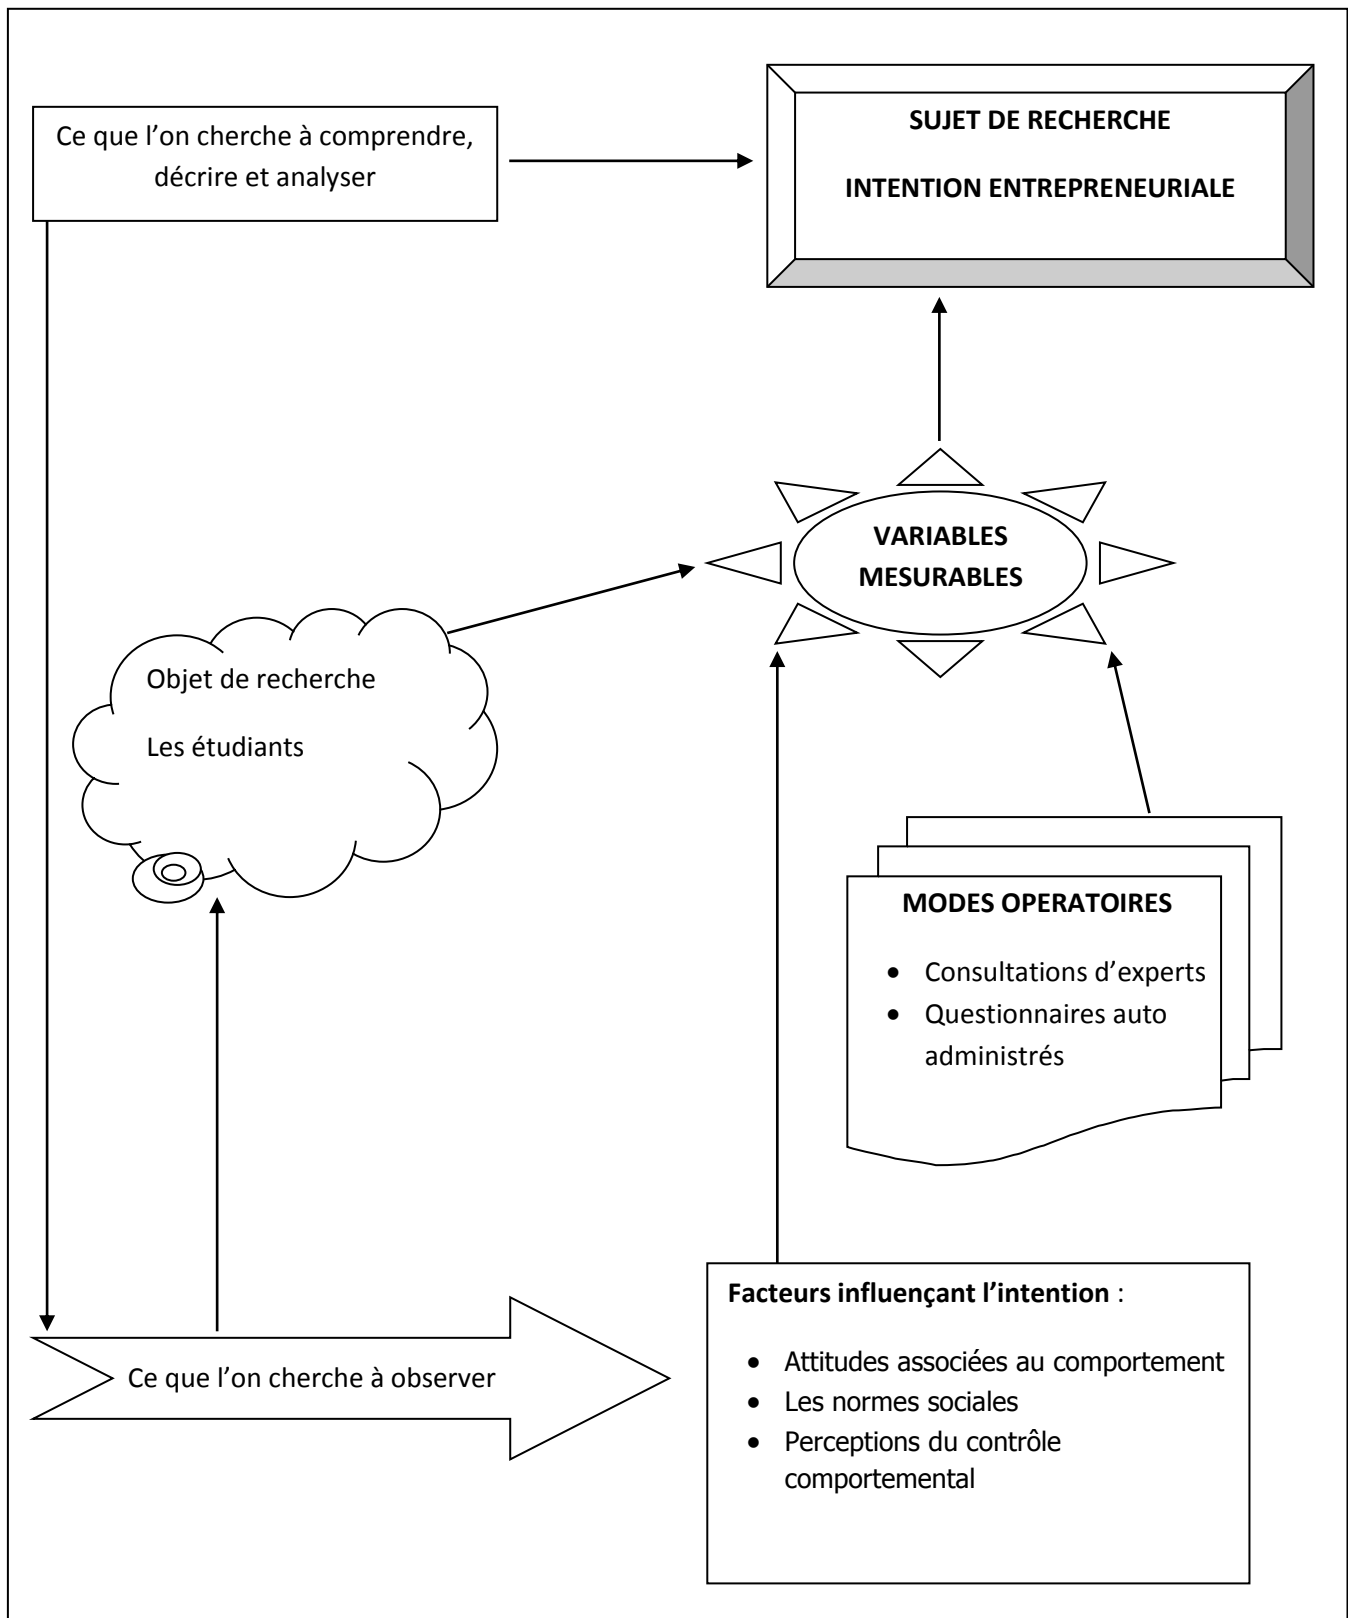 Ce que l’on cherche à comprendre,
décrire et analyser
SUJET DE RECHERCHE
INTENTION ENTREPRENEURIALE
VARIABLES
MESURABLES
Objet de recherche
Les étudiants
MODES OPERATOIRES
• Consultations d’experts
• Questionnaires auto
administrés
Ce que l’on cherche à observer
Facteurs influençant l’intention :
• Attitudes associées au comportement
• Les normes sociales
• Perceptions du contrôle
comportemental